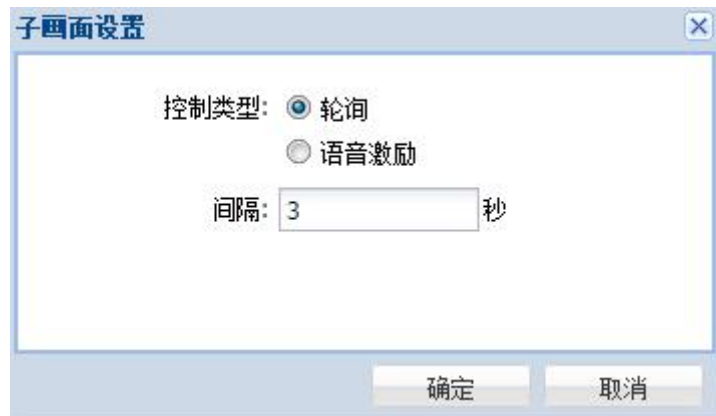 子画面设置
控制类型: 轮询
语音激励
间隔: 3 秒
确定 取消